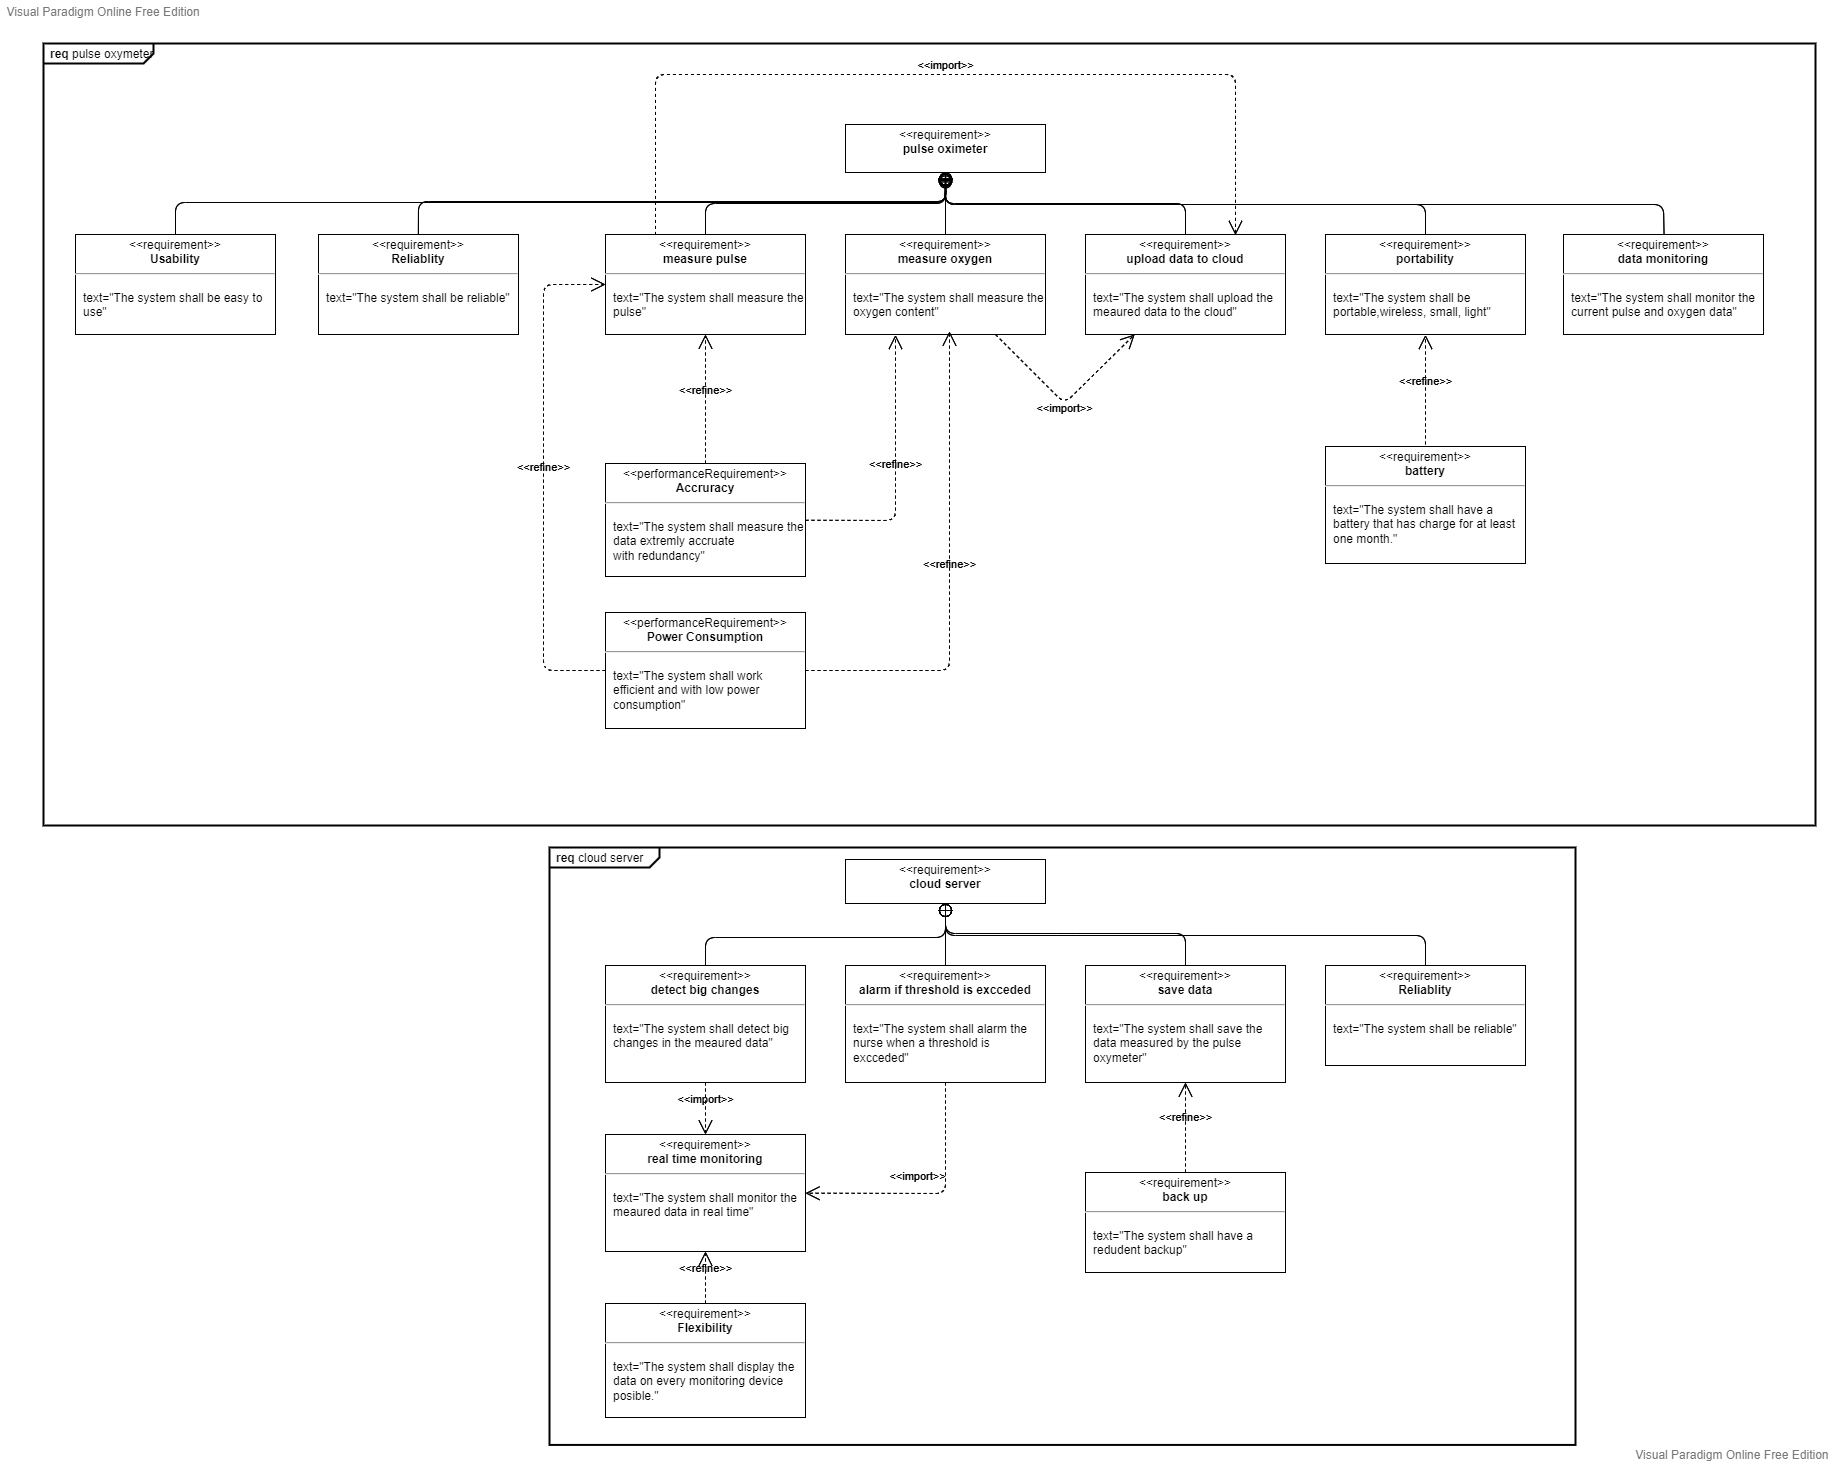 Visual Paradigm Online Free Edition
req pulse oxymeter
<<import>>
<<requirement>>
pulse oximeter
<<requirement>>
Usability
text="The system shall be easy to
use"
<<requirement>>
Reliablity
text="The system shall be reliable"
<<requirement>>
measure pulse
text="The system shall measure the
pulse"
<<requirement>>
measure oxygen
text="The system shall measure the
oxygen content"
<<requirement>>
upload data to cloud
text="The system shall upload the
meaured data to the cloud"
<<requirement>>
portability
text="The system shall be
portable,wireless, small, light"
<<requirement>>
data monitoring
text="The system shall monitor the
current pulse and oxygen data"
<<refine>>
<<refine>>
<<import>>
<<refine>>
<<refine>>
<<performanceRequirement>>
Accruracy
text="The system shall measure the
data extremly accruate
with redundancy"
<<requirement>>
battery
text="The system shall have a
battery that has charge for at least
one month."
<<refine>>
<<performanceRequirement>>
Power Consumption
text="The system shall work
efficient and with low power
consumption"
req cloud server
<<requirement>>
cloud server
<<requirement>>
detect big changes
text="The system shall detect big
changes in the meaured data"
<<requirement>>
alarm if threshold is excceded
text="The system shall alarm the
nurse when a threshold is
excceded"
<<requirement>>
save data
text="The system shall save the
data measured by the pulse
oxymeter"
<<requirement>>
Reliablity
text="The system shall be reliable"
<<import>>
<<refine>>
<<requirement>>
real time monitoring
text="The system shall monitor the
meaured data in real time"
<<import>>
<<requirement>>
back up
text="The system shall have a
redudent backup"
<<refine>>
<<requirement>>
Flexibility
text="The system shall display the
data on every monitoring device
posible."
Visual Paradigm Online Free Edition